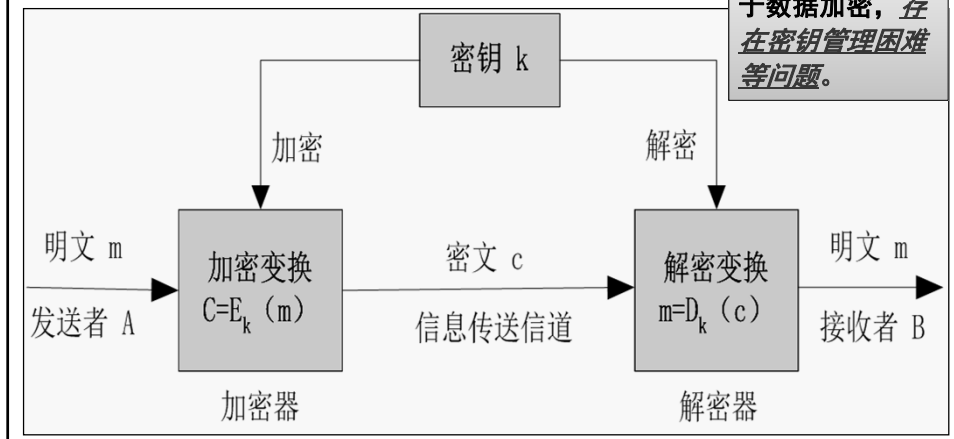 于数据加密，存
在密钥管理困难
等问题。
密钥 k
加密
解密
明文 m
发送者 A
加密变换
C=Eₖ (m)
加密器
密文 c
信息传送信道
解密变换
m=Dₖ (c)
解密器
明文 m
接收者 B